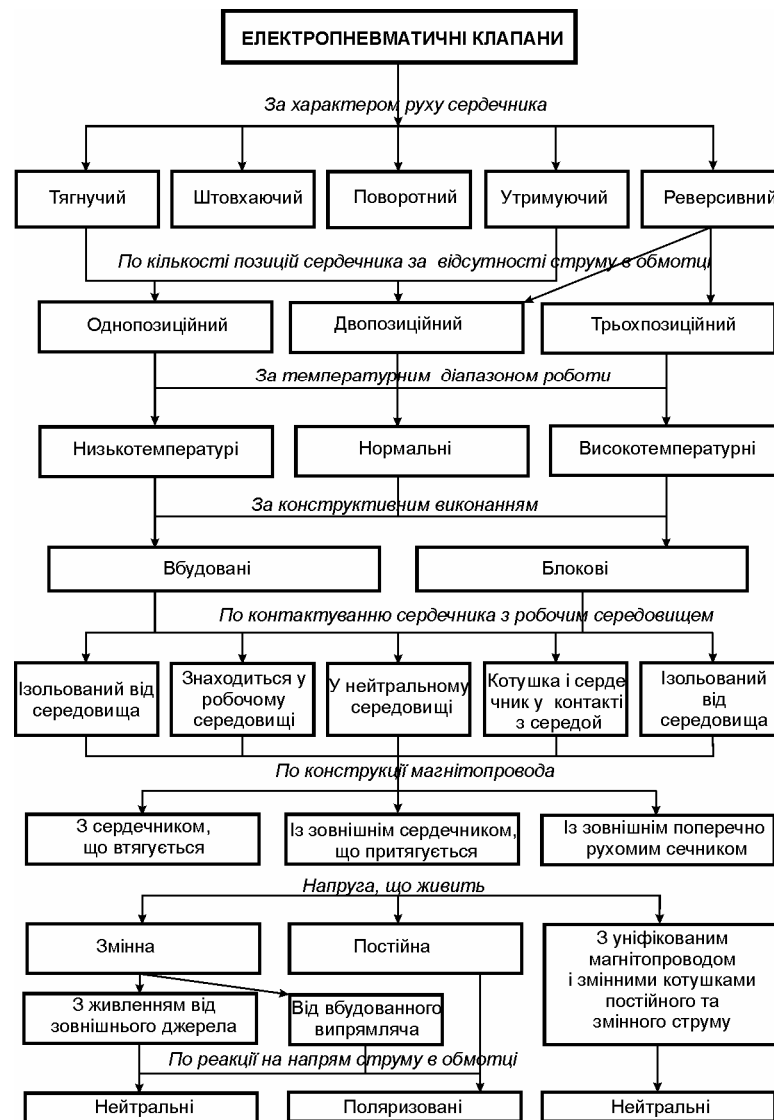 ЕЛЕКТРОПНЕВМАТИЧНІ КЛАПАНИ
За характером руху сердечника
Тягнучий
Штовхаючий
Поворотний
Утримуючий
Реверсивний
По кількості позицій сердечника за відсутності струму в обмотці
Однопозиційний
Двопозиційний
Трьохпозиційний
За температурним діапазоном роботи
Низькотемпературі
Нормальні
Високотемпературні
За конструктивним виконанням
Вбудовані
Блокові
По контактуванню сердечника з робочим середовищем
Ізольований від
середовища
Знаходиться у
робочому
середовищі
У нейтральному
середовищі
Котушка і серде
чник у контакті
з середой
Ізольований
від
середовища
По конструкції магнітопровода
З сердечником,
що втягується
Із зовнішнім сердечником,
що притягується
Із зовнішнім поперечно
рухомим сечником
Напруга, що живить
Змінна
Постійна
З уніфікованим
магнітопроводом
і змінними котушками
постійного та
змінного струму
З живленням від
зовнішнього джерела
Від вбудованного
випрямляча
По реакції на напрям струму в обмотці
Нейтральні
Поляризовані
Нейтральні